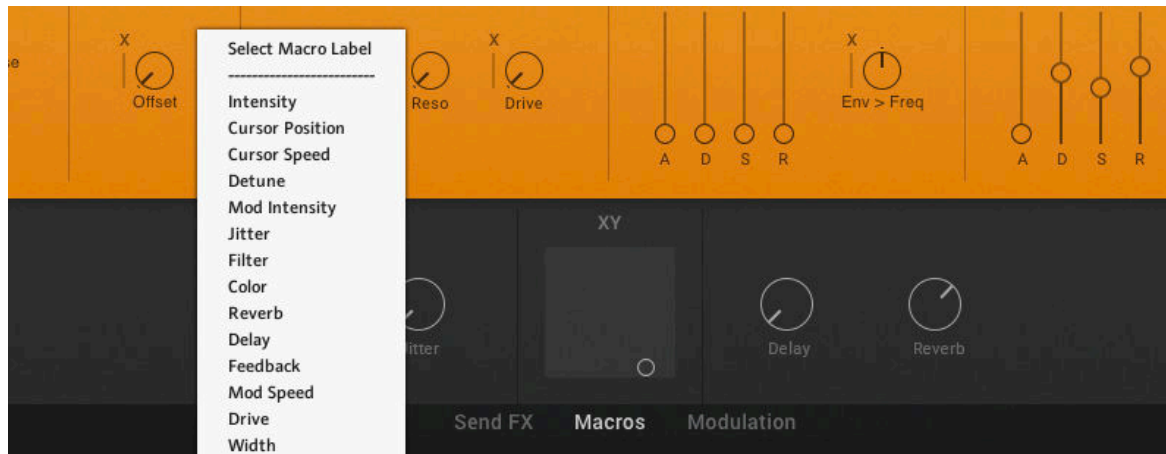 se
X
Offset
Select Macro Label
-------------------------
Intensity
Cursor Position
Cursor Speed
Detune
Mod Intensity
Jitter
Filter
Color
Reverb
Delay
Feedback
Mod Speed
Drive
Width
Reso
X
Drive
A D S R
X
Env > Freq
A D S R
Jitter
XY
Delay
Reverb
Send FX
Macros
Modulation